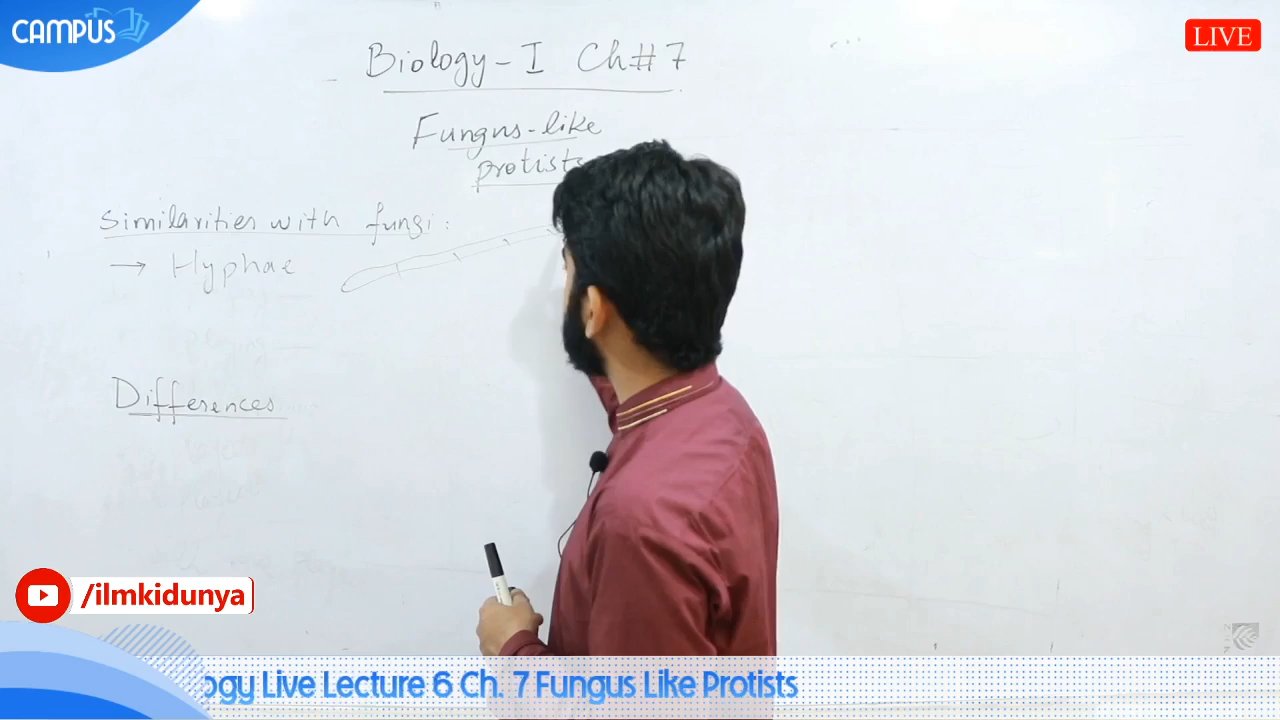 CAMPUS
LIVE
Biology-I Ch#7
Fungus-like
protists
Similarities with fungi:
→ Hyphae
Differences
/ilmkidunya
ogy Live Lecture 6 Ch. 7 Fungus Like Protists